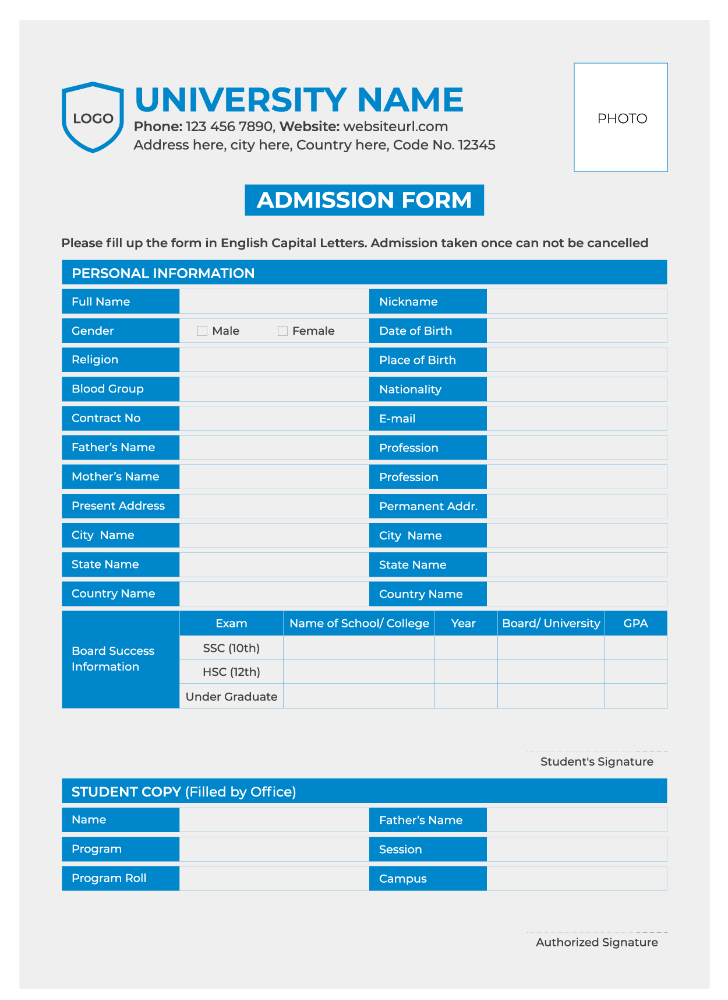 LOGO
UNIVERSITY NAME
Phone: 123 456 7890, Website: websiteurl.com
Address here, city here, Country here, Code No. 12345
PHOTO
ADMISSION FORM
Please fill up the form in English Capital Letters. Admission taken once can not be cancelled
PERSONAL INFORMATION
Full Name Nickname
Gender Male Female Date of Birth
Religion Place of Birth
Blood Group Nationality
Contract No E-mail
Father’s Name Profession
Mother’s Name Profession
Present Address Permanent Addr.
City Name City Name
State Name State Name
Country Name Country Name
Exam Name of School/ College Year Board/ University GPA
Board Success
Information
SSC (10th)
HSC (12th)
Under Graduate
Student's Signature
STUDENT COPY (Filled by Office)
Name Father’s Name
Program Session
Program Roll Campus
Authorized Signature